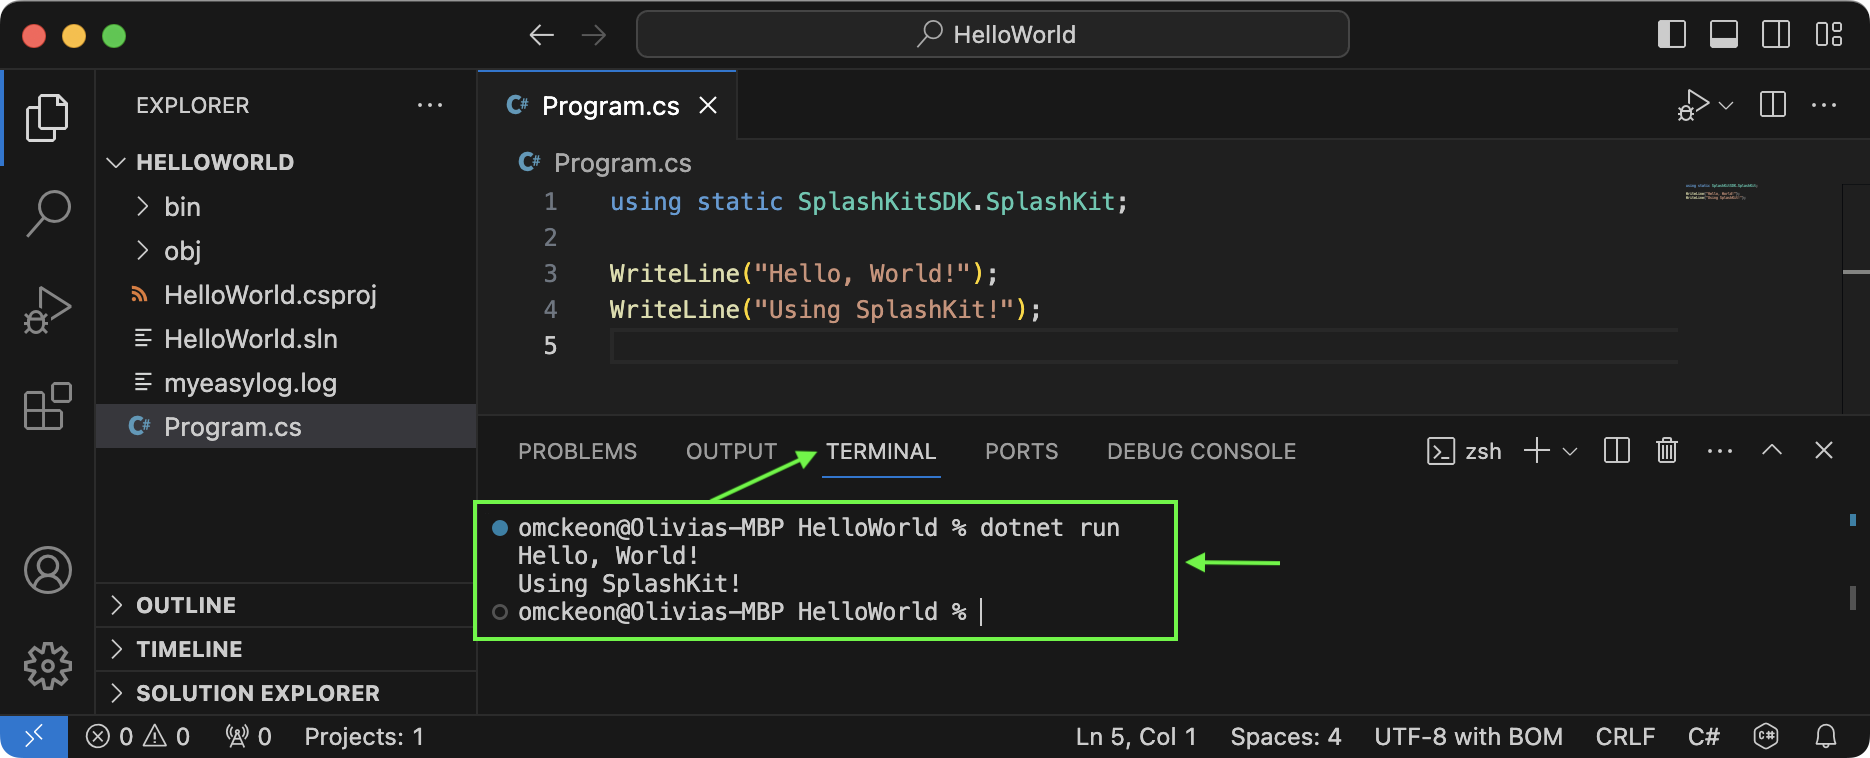 HelloWorld
EXPLORER
HELLOWORLD
bin
obj
HelloWorld.csproj
HelloWorld.sln
myeasylog.log
C# Program.cs
OUTLINE
TIMELINE
SOLUTION EXPLORER
C# Program.cs
C# Program.cs
1 using static SplashKitSDK.SplashKit;
2
3 WriteLine("Hello, World!");
4 WriteLine("Using SplashKit!");
5
PROBLEMS OUTPUT TERMINAL PORTS DEBUG CONSOLE zsh
omckeon@Olivias-MBP HelloWorld % dotnet run
Hello, World!
Using SplashKit!
omckeon@Olivias-MBP HelloWorld %
0 0 0 Projects: 1 Ln 5, Col 1 Spaces: 4 UTF-8 with BOM CRLF C# C#